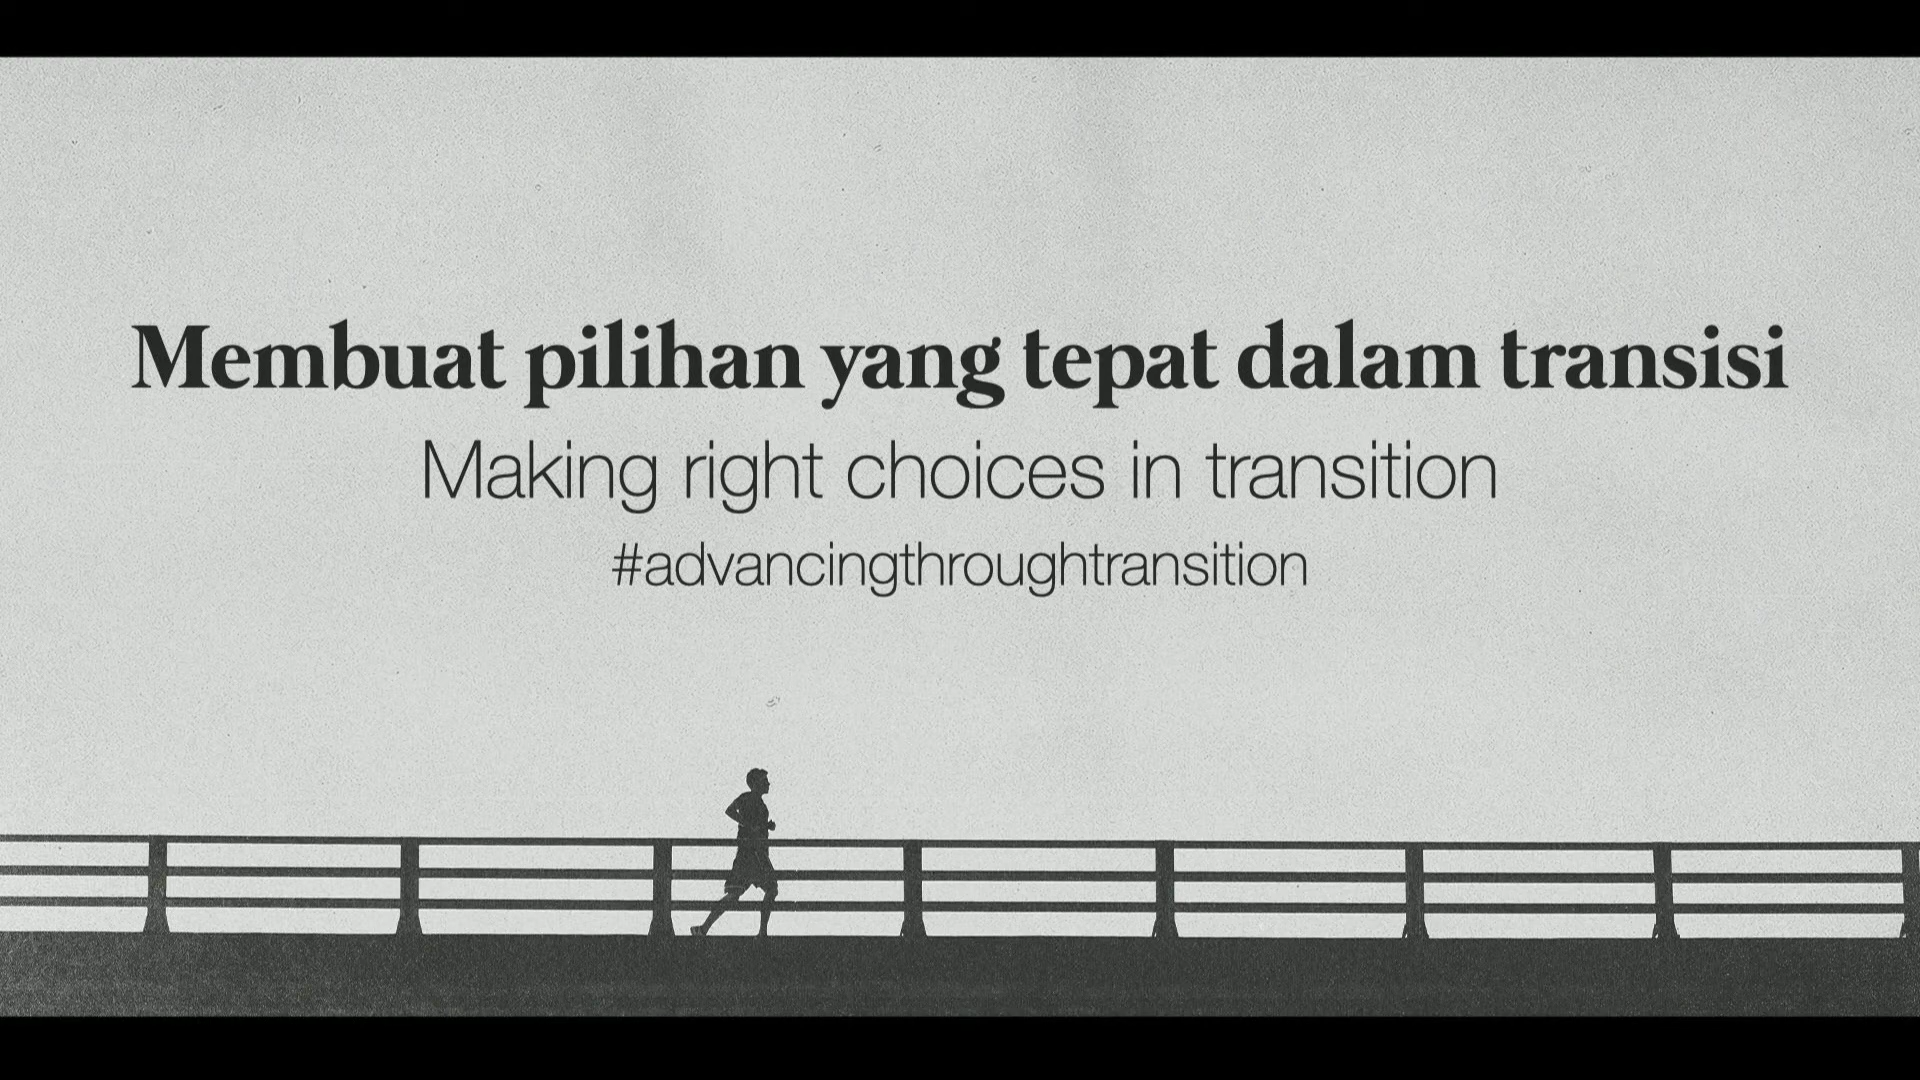 Membuat pilihan yang tepat dalam transisi
Making right choices in transition
#advancingthroughtransition